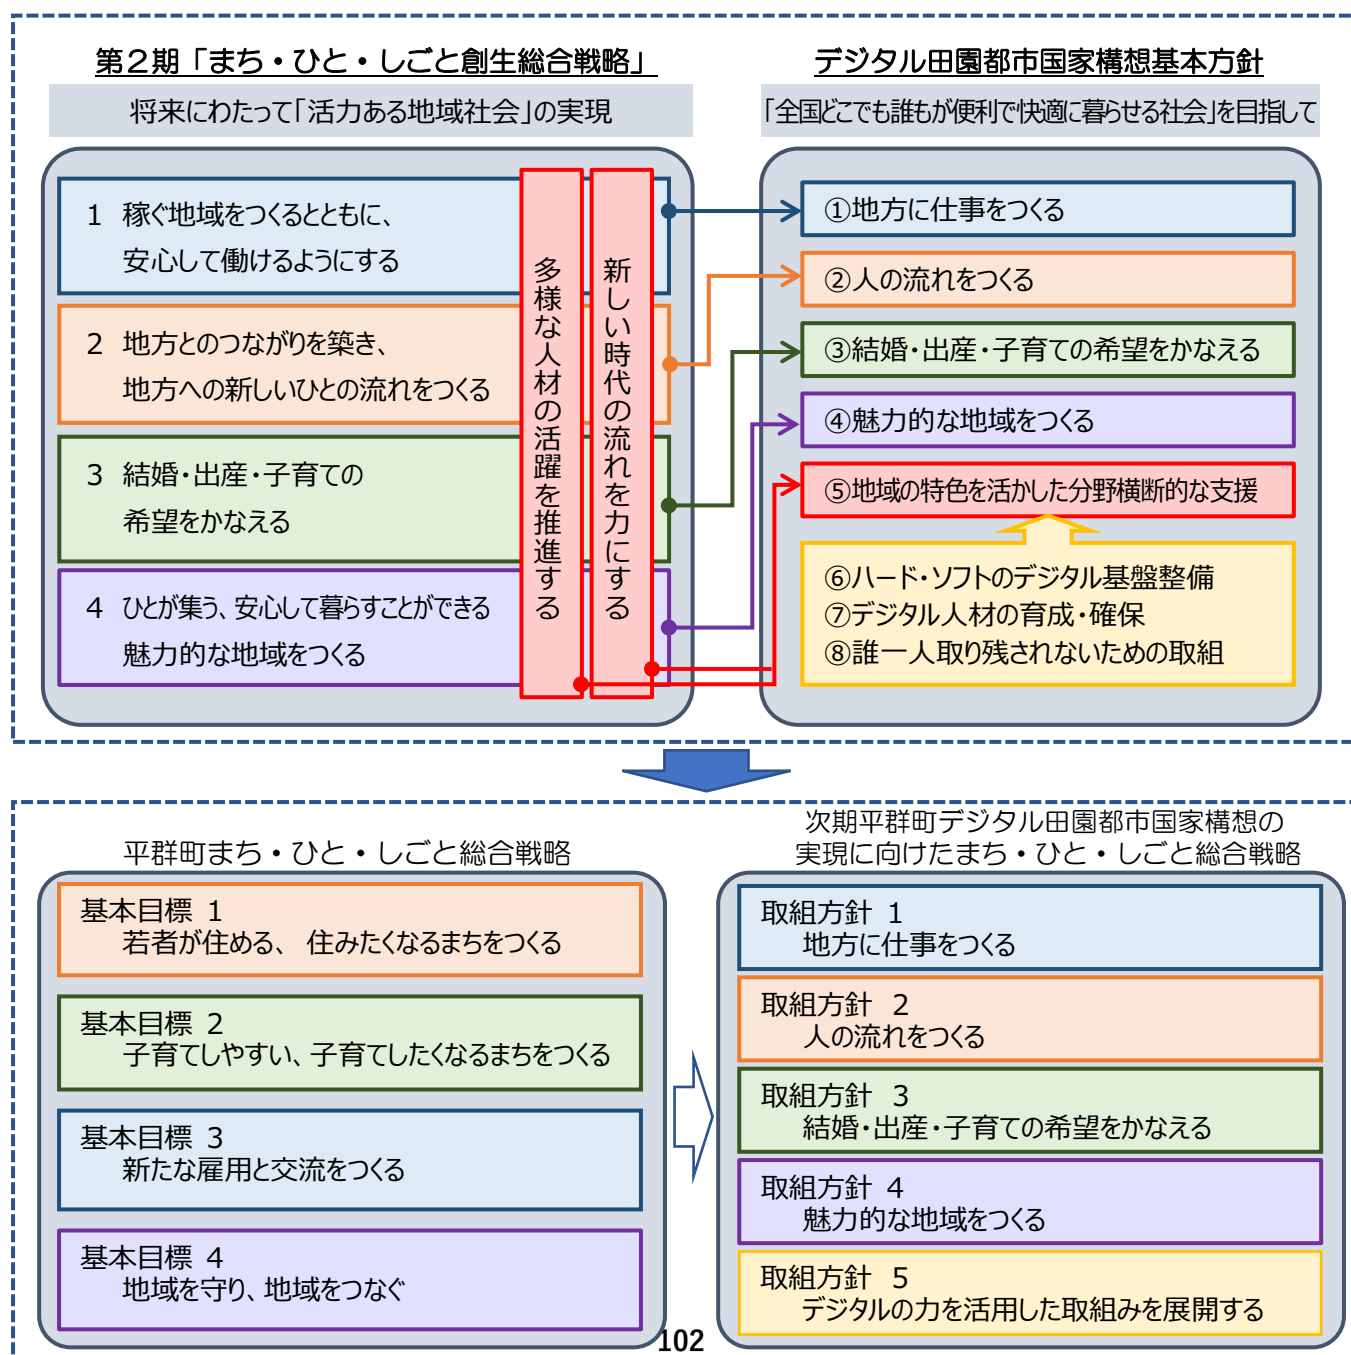 第２期「まち・ひと・しごと創生総合戦略」
将来にわたって「活力ある地域社会」の実現
1 稼ぐ地域をつくるとともに、
安心して働けるようにする
2 地方とのつながりを築き、
地方への新しいひとの流れをつくる
3 結婚・出産・子育ての
希望をかなえる
4 ひとが集う、安心して暮らすことができる
魅力的な地域をつくる
多様な人材の活躍を推進する
新しい時代の流れを力にする
デジタル田園都市国家構想基本方針
「全国どこでも誰もが便利で快適に暮らせる社会」を目指して
①地方に仕事をつくる
②人の流れをつくる
③結婚・出産・子育ての希望をかなえる
④魅力的な地域をつくる
⑤地域の特色を活かした分野横断的な支援
⑥ハード・ソフトのデジタル基盤整備
⑦デジタル人材の育成・確保
⑧誰一人取り残されないための取組
平群町まち・ひと・しごと総合戦略
基本目標 1
若者が住める、 住みたくなるまちをつくる
基本目標 2
子育てしやすい、子育てしたくなるまちをつくる
基本目標 3
新たな雇用と交流をつくる
基本目標 4
地域を守り、地域をつなぐ
次期平群町デジタル田園都市国家構想の
実現に向けたまち・ひと・しごと総合戦略
取組方針 1
地方に仕事をつくる
取組方針 2
人の流れをつくる
取組方針 3
結婚・出産・子育ての希望をかなえる
取組方針 4
魅力的な地域をつくる
取組方針 5
デジタルの力を活用した取組みを展開する
102